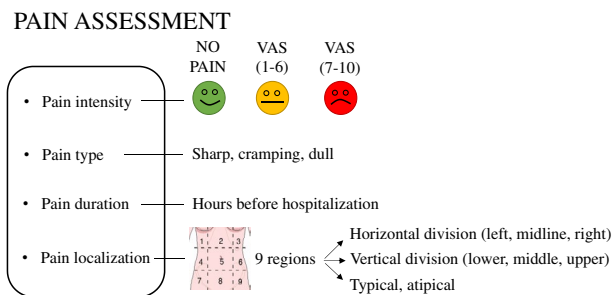 PAIN ASSESSMENT
NO PAIN
VAS (1-6)
VAS (7-10)
• Pain intensity
• Pain type
Sharp, cramping, dull
• Pain duration
Hours before hospitalization
• Pain localization
1 2 3
4 5 6
7 8 9
9 regions
Horizontal division (left, midline, right)
Vertical division (lower, middle, upper)
Typical, atipical